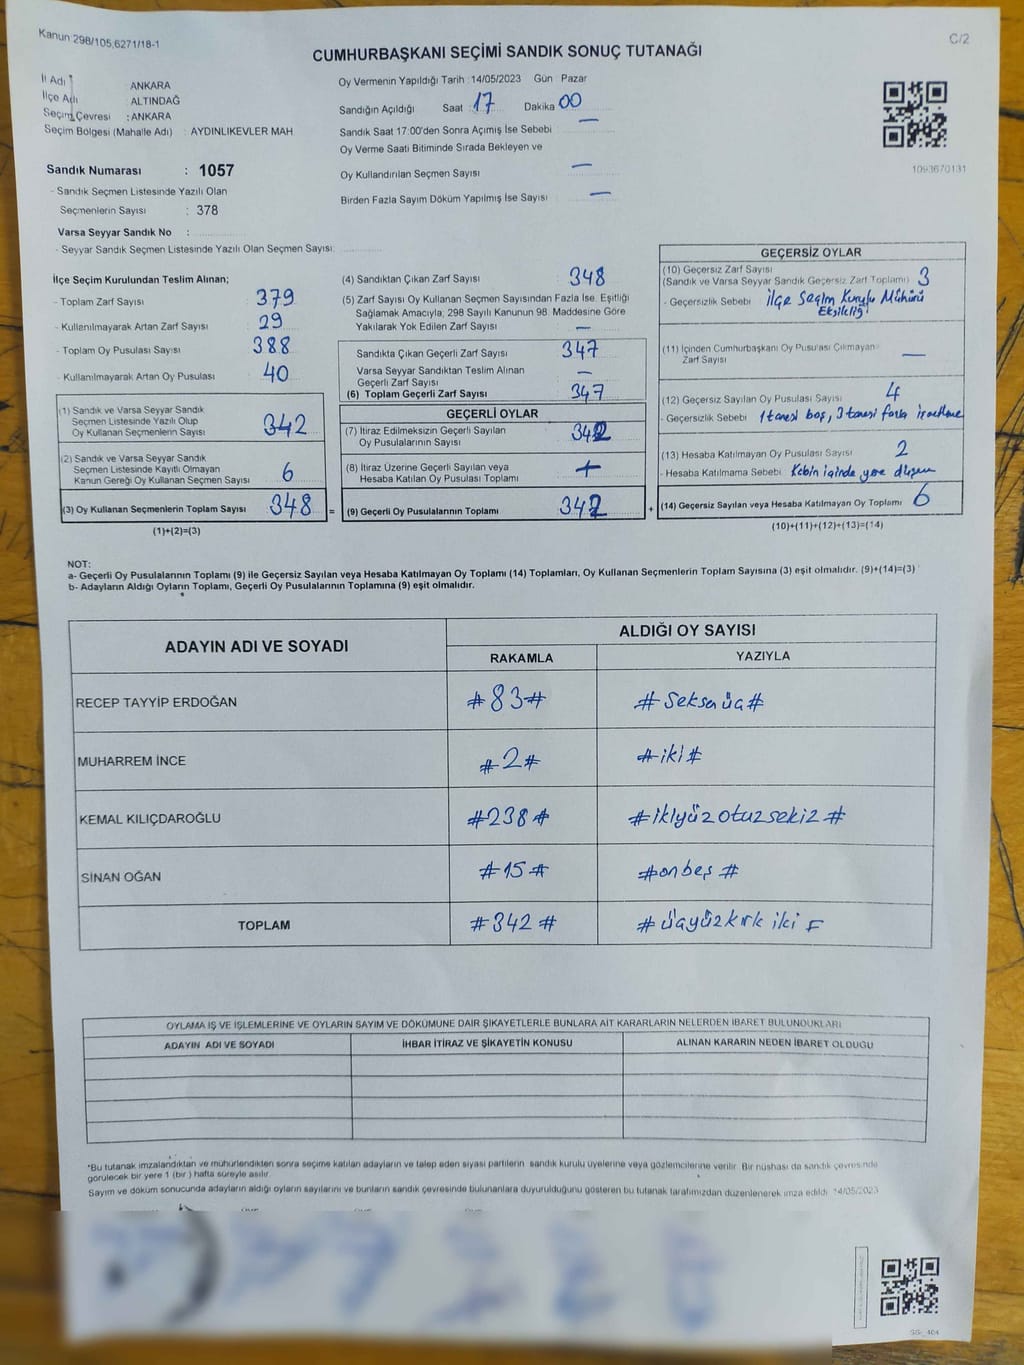 Kanun 298/105,6271/18-1
C/2
CUMHURBAŞKANI SEÇİMİ SANDIK SONUÇ TUTANAĞI
İl Adı : ANKARA
İlçe Adı : ALTINDAĞ
Seçim Çevresi : ANKARA
Seçim Bölgesi (Mahalle Adı) : AYDINLIKEVLER MAH
Sandık Numarası : 1057
- Sandık Seçmen Listesinde Yazılı Olan
Seçmenlerin Sayısı : 378
Varsa Seyyar Sandık No :
- Seyyar Sandık Seçmen Listesinde Yazılı Olan Seçmen Sayısı:
Oy Vermenin Yapıldığı Tarih :14/05/2023 Gün Pazar
Sandığın Açıldığı Saat : 17 Dakika 00
Sandık Saat 17:00'den Sonra Açımış İse Sebebi —
Oy Verme Saati Bitiminde Sırada Bekleyen ve
Oy Kullandırılan Seçmen Sayısı —
Birden Fazla Sayım Döküm Yapılmış İse Sayısı —
1093670131
İlçe Seçim Kurulundan Teslim Alınan;
- Toplam Zarf Sayısı 379
- Kullanılmayarak Artan Zarf Sayısı 29
- Toplam Oy Pusulası Sayısı 388
- Kullanılmayarak Artan Oy Pusulası 40
(1) Sandık ve Varsa Seyyar Sandık
Seçmen Listesinde Yazılı Olup
Oy Kullanan Seçmenlerin Sayısı 342
(2) Sandık ve Varsa Seyyar Sandık
Seçmen Listesinde Kayıtlı Olmayan
Kanun Gereği Oy Kullanan Seçmen Sayısı 6
(3) Oy Kullanan Seçmenlerin Toplam Sayısı 348 =
(1)+(2)=(3)
(4) Sandıktan Çıkan Zarf Sayısı : 348
(5) Zarf Sayısı Oy Kullanan Seçmen Sayısından Fazla İse, Eşitliği
Sağlamak Amacıyla; 298 Sayılı Kanunun 98. Maddesine Göre
Yakılarak Yok Edilen Zarf Sayısı —
Sandıkta Çıkan Geçerli Zarf Sayısı 347
Varsa Seyyar Sandıktan Teslim Alınan
Geçerli Zarf Sayısı —
(6) Toplam Geçerli Zarf Sayısı 347
GEÇERLİ OYLAR
(7) İtiraz Edilmeksizin Geçerli Sayılan
Oy Pusulalarının Sayısı 342
(8) İtiraz Üzerine Geçerli Sayılan veya
Hesaba Katılan Oy Pusulası Toplamı
(9) Geçerli Oy Pusulalarının Toplamı 342 +
GEÇERSİZ OYLAR
(10) Geçersiz Zarf Sayısı
(Sandık ve Varsa Seyyar Sandık Geçersiz Zarf Toplamı) 3
- Geçersizlik Sebebi İlçe Seçim Kurulu Mühürü
Eksikliği
(11) İçinden Cumhurbaşkanı Oy Pusulası Çıkmayan
Zarf Sayısı —
(12) Geçersiz Sayılan Oy Pusulası Sayısı 4
- Geçersizlik Sebebi 1 tanesi boş, 3 tanesi fazla
(13) Hesaba Katılmayan Oy Pusulası Sayısı 2
- Hesaba Katılmama Sebebi Kabin içinde yere düşen
(14) Geçersiz Sayılan veya Hesaba Katılmayan Oy Toplamı 6
(10)+(11)+(12)+(13)=(14)
NOT:
a- Geçerli Oy Pusulalarının Toplamı (9) ile Geçersiz Sayılan veya Hesaba Katılmayan Oy Toplamı (14) Toplamları, Oy Kullanan Seçmenlerin Toplam Sayısına (3) eşit olmalıdır. (9)+(14)=(3)
b- Adayların Aldığı Oyların Toplamı, Geçerli Oy Pusulalarının Toplamına (9) eşit olmalıdır.
ADAYIN ADI VE SOYADI ALDIĞI OY SAYISI
RAKAMLA YAZIYLA
RECEP TAYYİP ERDOĞAN #83# #Seksenüç#
MUHARREM İNCE #2# #iki#
KEMAL KILIÇDAROĞLU #238# #ikiyüzotuzsekiz#
SİNAN OĞAN #15# #onbeş#
TOPLAM #342# #üçyüzkırk iki
OYLAMA İŞ VE İŞLEMLERİNE VE OYLARIN SAYIM VE DÖKÜMUNE DAİR ŞİKAYETLERLE BUNLARA AİT KARARLARIN NELERDEN İBARET BULUNDUKLARI
ADAYIN ADI VE SOYADI İHBAR İTİRAZ VE ŞİKAYETİN KONUSU ALINAN KARARIN NEDEN İBARET OLDUĞU
*Bu tutanak imzalandıktan ve mühürlendikten sonra seçime katılan adayların ve talep eden siyasi partilerin sandık kurulu üyelerine veya gözlemcilerine verilir. Bir nüshası da sandık çevresinde
görülecek bir yere 1 (bir ) hafta süreyle asılır.
Sayım ve döküm sonucunda adayların aldığı oyların sayılarını ve bunların sandık çevresinde bulunanlara duyurulduğunu gösteren bu tutanak tarafımızdan düzenlenerek imza edildi. 14/05/2023